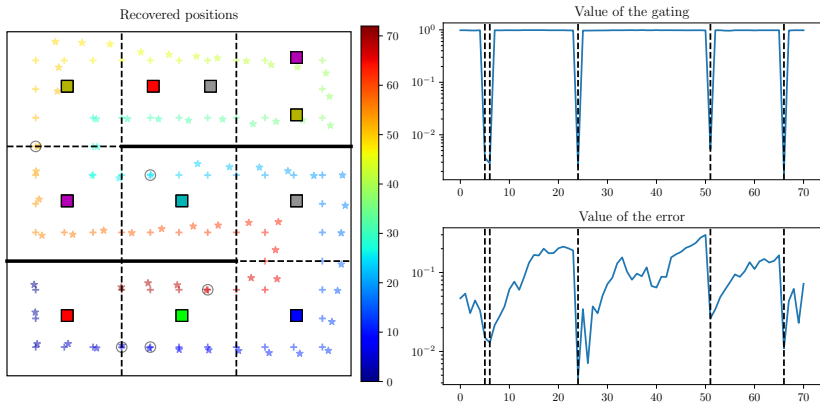 Recovered positions
70
60
50
40
30
20
10
0
Value of the gating
10⁰
10⁻¹
10⁻²
0 10 20 30 40 50 60 70
Value of the error
10⁻¹
10⁻²
0 10 20 30 40 50 60 70